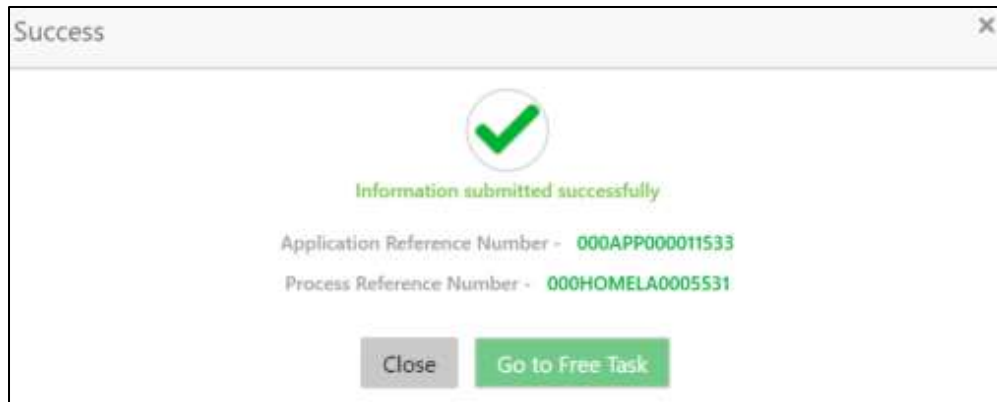 Success
Information submitted successfully
Application Reference Number - 000APP000011533
Process Reference Number - 000HOMELA0005531
Close Go to Free Task